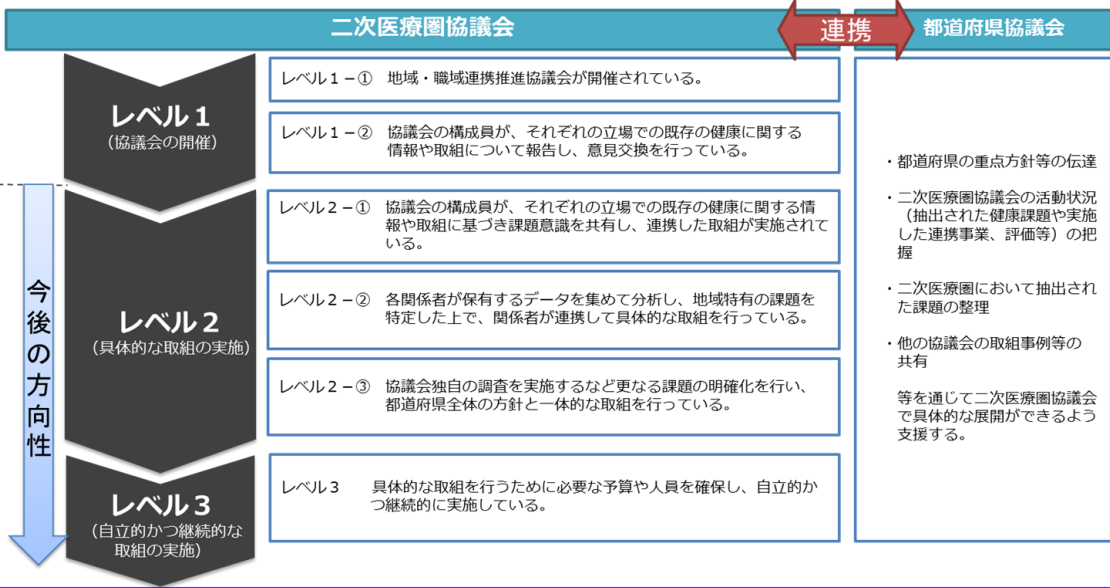 二次医療圏協議会
連携
都道府県協議会
レベル１
（協議会の開催）
レベル１－①　地域・職域連携推進協議会が開催されている。
レベル１－②　協議会の構成員が、それぞれの立場での既存の健康に関する
情報や取組について報告し、意見交換を行っている。
今後の方向性
レベル２
（具体的な取組の実施）
レベル２－①　協議会の構成員が、それぞれの立場での既存の健康に関する情
報や取組に基づき課題意識を共有し、連携した取組が実施されて
いる。
レベル２－②　各関係者が保有するデータを集めて分析し、地域特有の課題を
特定した上で、関係者が連携して具体的な取組を行っている。
レベル２－③　協議会独自の調査を実施するなど更なる課題の明確化を行い、
都道府県全体の方針と一体的な取組を行っている。
レベル３
（自立的かつ継続的な
取組の実施）
レベル３　　具体的な取組を行うために必要な予算や人員を確保し、自立的か
つ継続的に実施している。
・都道府県の重点方針等の伝達
・二次医療圏協議会の活動状況
（抽出された健康課題や実施
した連携事業、評価等）の把
握
・二次医療圏において抽出され
た課題の整理
・他の協議会の取組事例等の
共有
等を通じて二次医療圏協議会
で具体的な展開ができるよう
支援する。